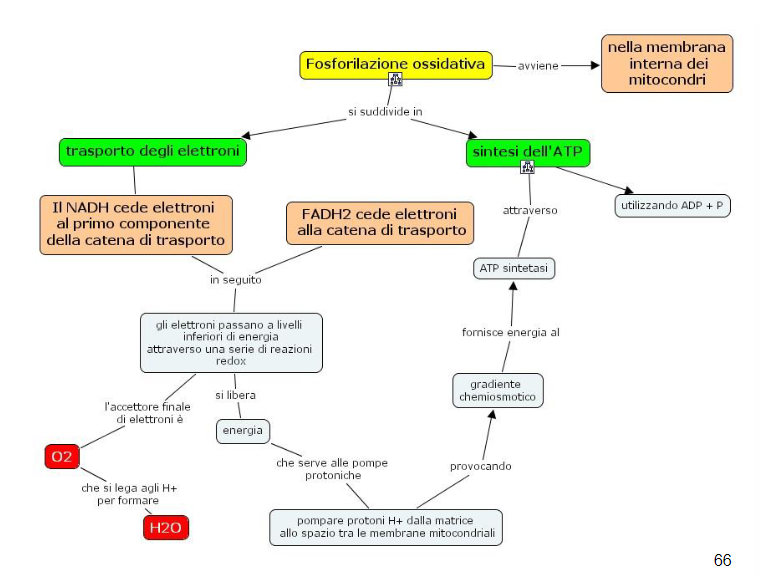 Fosforilazione ossidativa
avviene
nella membrana
interna dei
mitocondri
si suddivide in
trasporto degli elettroni
sintesi dell'ATP
Il NADH cede elettroni
al primo componente
della catena di trasporto
FADH2 cede elettroni
alla catena di trasporto
attraverso
utilizzando ADP + P
in seguito
ATP sintetasi
gli elettroni passano a livelli
inferiori di energia
attraverso una serie di reazioni
redox
fornisce energia al
l'accettore finale
di elettroni è
si libera
gradiente
chemiosmotico
energia
O2
che serve alle pompe
protoniche
provocando
che si lega agli H+
per formare
H2O
pompare protoni H+ dalla matrice
allo spazio tra le membrane mitocondriali
66